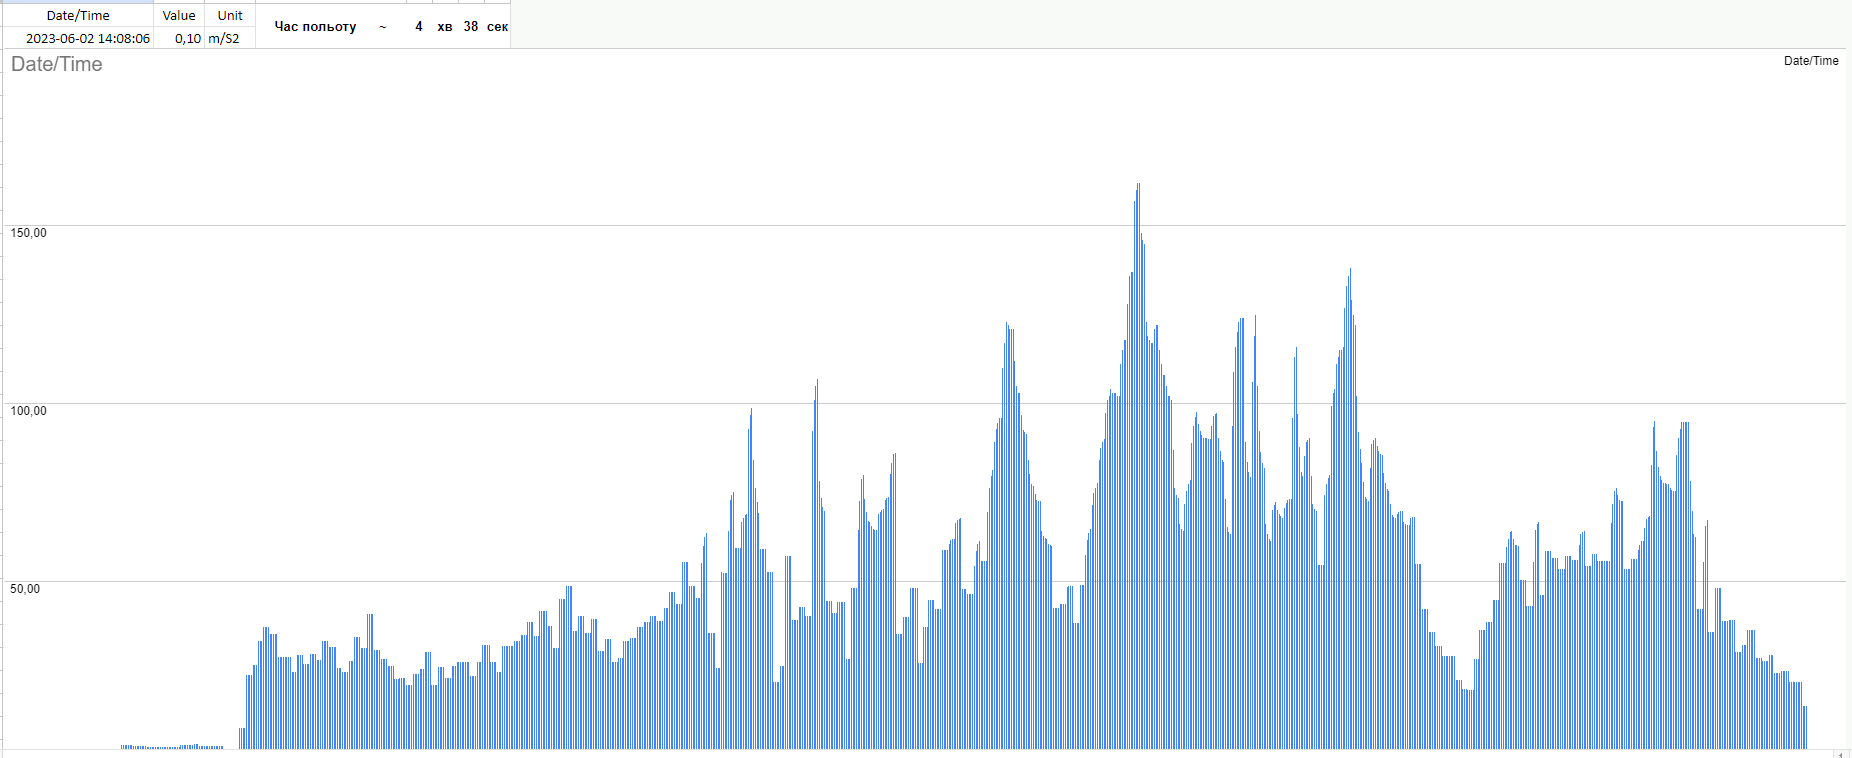 Date/Time Value Unit
Час польоту ~ 4 хв 38 сек
2023-06-02 14:08:06 0,10 m/S2
Date/Time
Date/Time
150,00
100,00
50,00